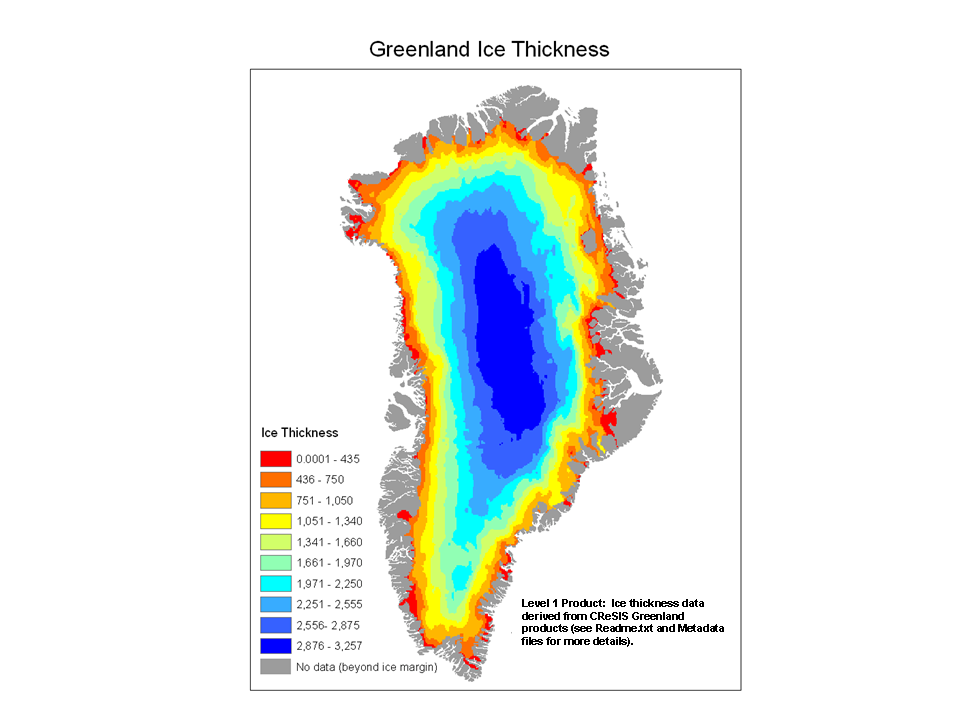 Greenland Ice Thickness
Ice Thickness
0.0001 - 435
436 - 750
751 - 1,050
1,051 - 1,340
1,341 - 1,660
1,661 - 1,970
1,971 - 2,250
2,251 - 2,555
2,556- 2,875
2,876 - 3,257
No data (beyond ice margin)
Level 1 Product:  Ice thickness data
derived from CReSIS Greenland
products (see Readme.txt and Metadata
files for more details).